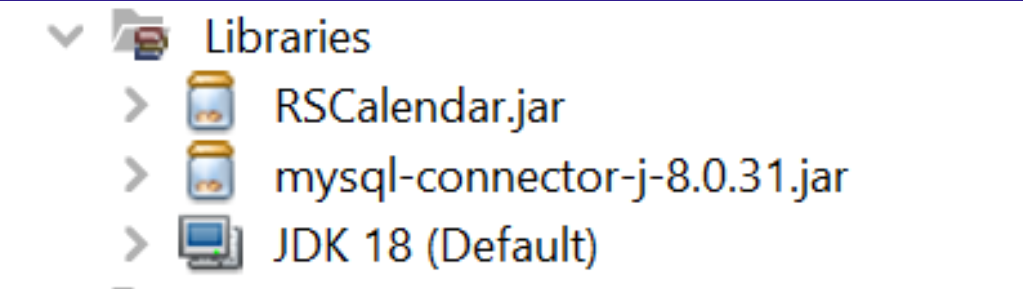 Libraries
RSCalendar.jar
mysql-connector-j-8.0.31.jar
JDK 18 (Default)